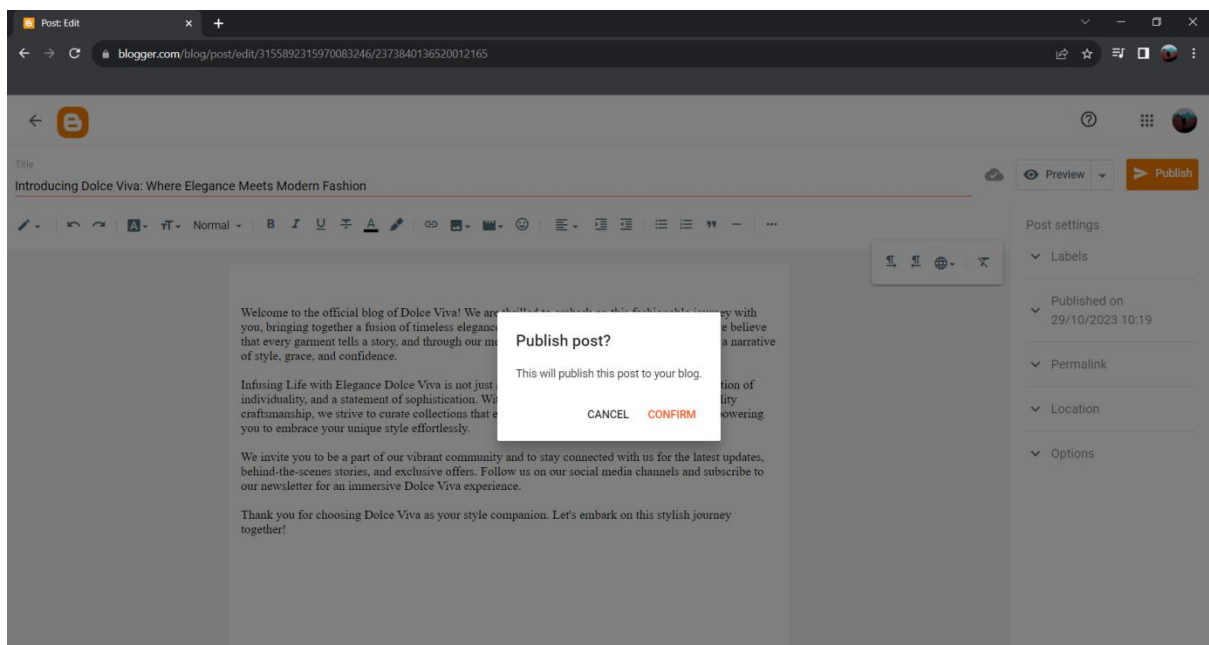 Post: Edit
blogger.com/blog/post/edit/3155892315970083246/2373840136520012165
Title
Introducing Dolce Viva: Where Elegance Meets Modern Fashion
Preview
Publish
Normal
B I U A
Post settings
Labels
Published on
29/10/2023 10:19
Permalink
Location
Options
Welcome to the official blog of Dolce Viva! We are thrilled to embark on this fashionable journey with
you, bringing together a fusion of timeless elegance e believe
that every garment tells a story, and through our a narrative
of style, grace, and confidence.
Infusing Life with Elegance Dolce Viva is not just tion of
individuality, and a statement of sophistication. lity
craftsmanship, we strive to curate collections that owering
you to embrace your unique style effortlessly.
We invite you to be a part of our vibrant community and to stay connected with us for the latest updates,
behind-the-scenes stories, and exclusive offers. Follow us on our social media channels and subscribe to
our newsletter for an immersive Dolce Viva experience.
Thank you for choosing Dolce Viva as your style companion. Let's embark on this stylish journey
together!
Publish post?
This will publish this post to your blog.
CANCEL CONFIRM